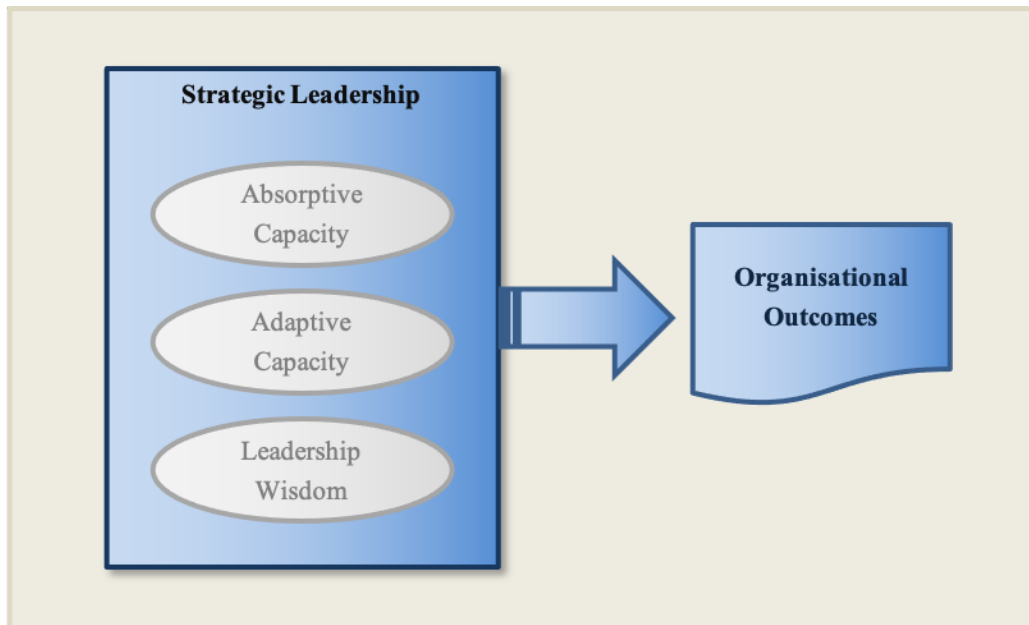 Strategic Leadership
Absorptive
Capacity
Adaptive
Capacity
Leadership
Wisdom
Organisational
Outcomes